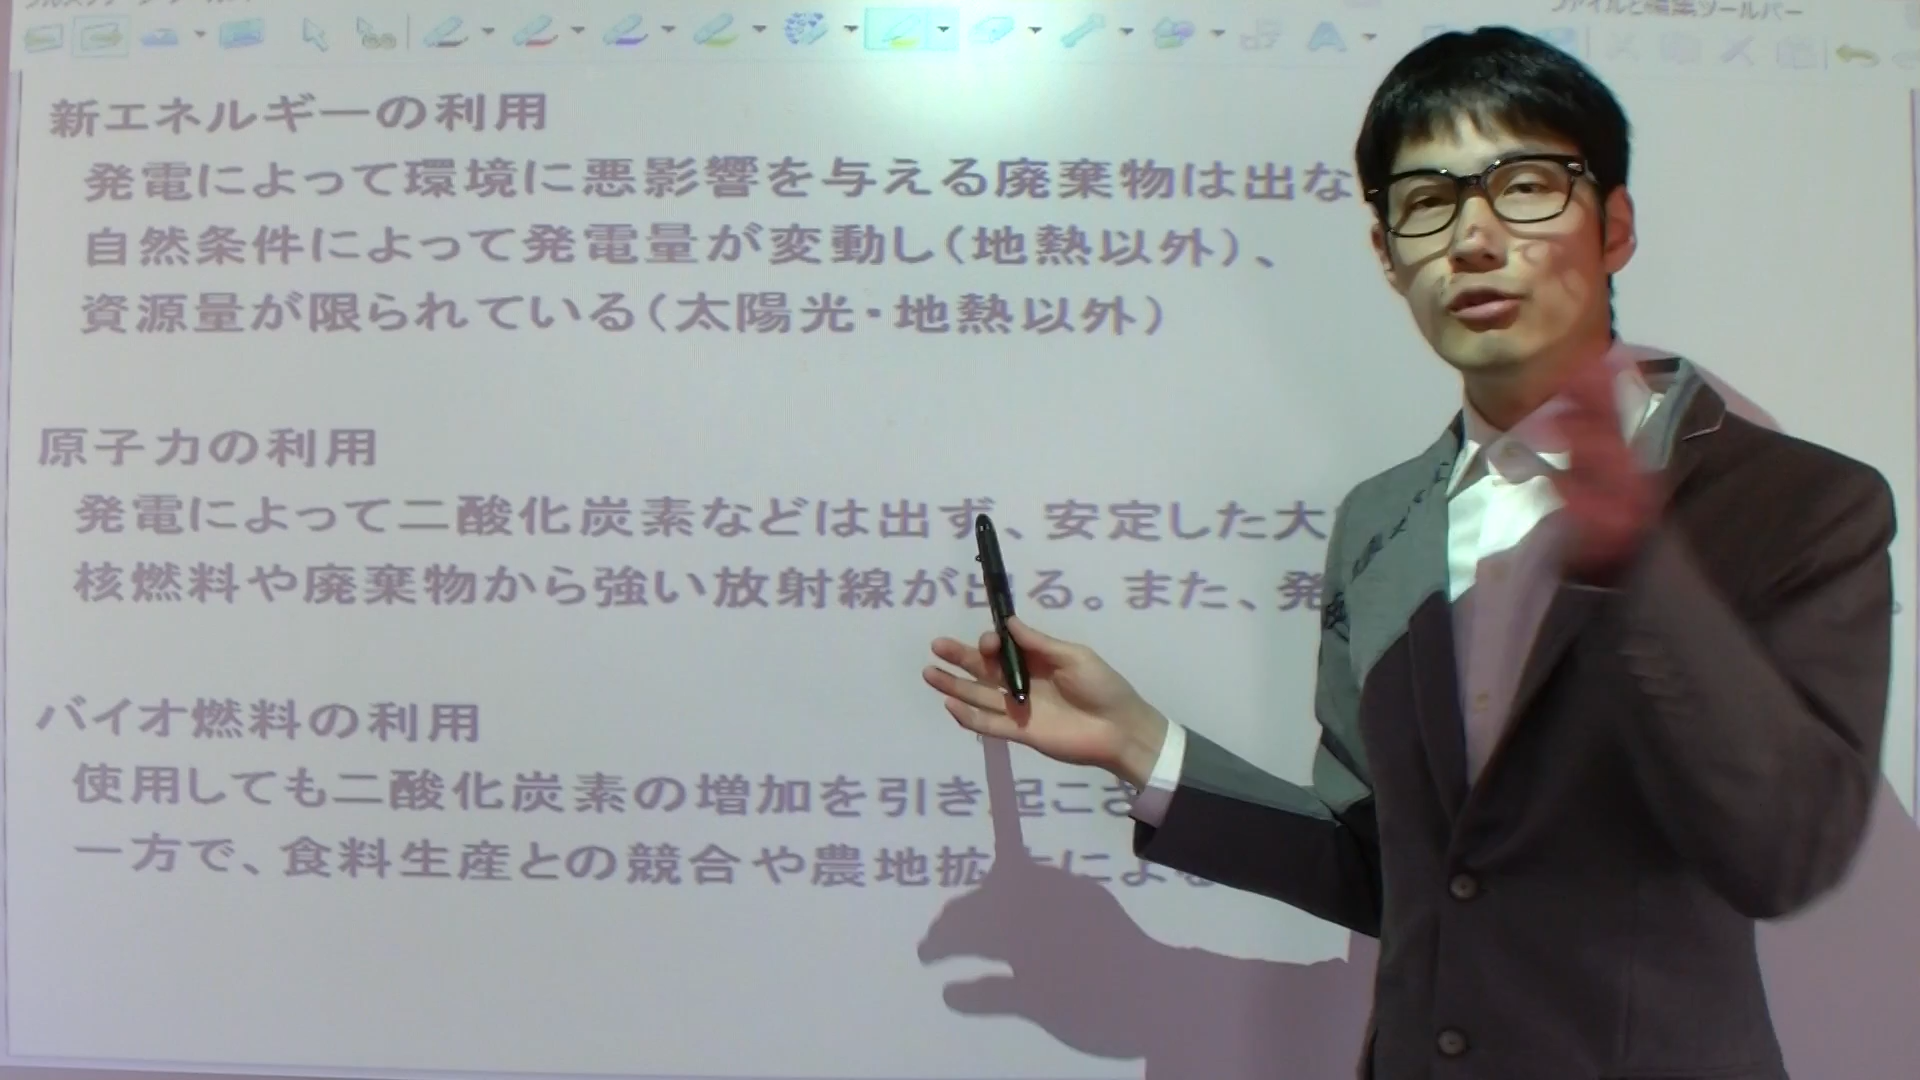 ファイルと編集ツールバー
新エネルギーの利用
発電によって環境に悪影響を与える廃棄物は出な
自然条件によって発電量が変動し（地熱以外）、
資源量が限られている（太陽光・地熱以外）
原子力の利用
発電によって二酸化炭素などは出ず、安定した大
核燃料や廃棄物から強い放射線が出る。また、発
バイオ燃料の利用
使用しても二酸化炭素の増加を引き起こさ
一方で、食料生産との競合や農地拡大による